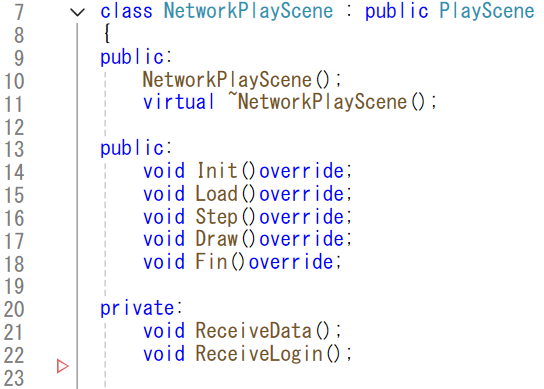 7 class NetworkPlayScene : public PlayScene
8 {
9 public:
10 NetworkPlayScene();
11 virtual ~NetworkPlayScene();
12
13 public:
14 void Init()override;
15 void Load()override;
16 void Step()override;
17 void Draw()override;
18 void Fin()override;
19
20 private:
21 void ReceiveData();
22 void ReceiveLogin();
23